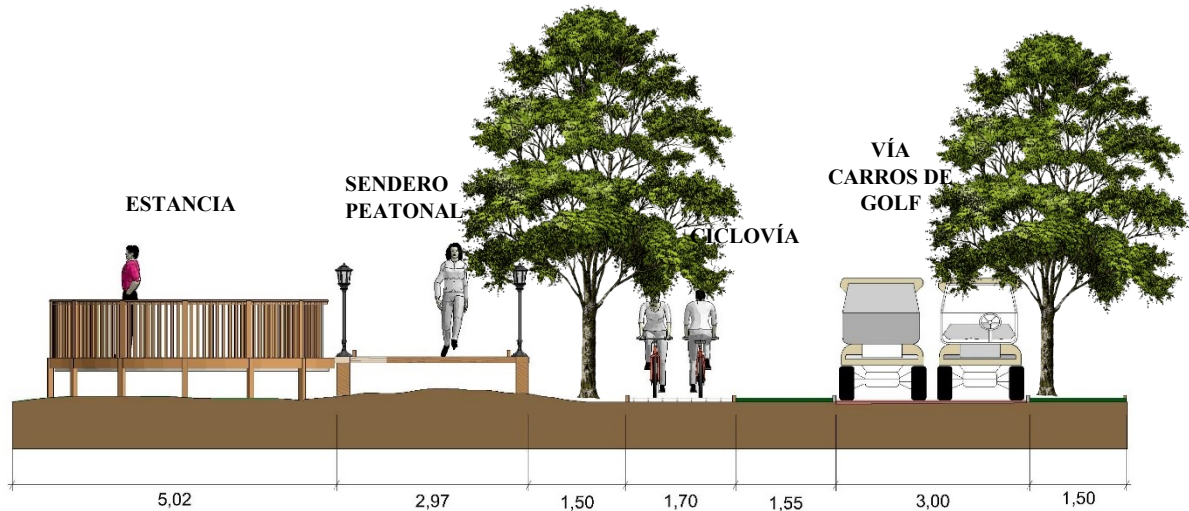 ESTANCIA
SENDERO
PEATONAL
CICLOVÍA
VÍA
CARROS DE
GOLF
5,02
2,97
1,50
1,70
1,55
3,00
1,50